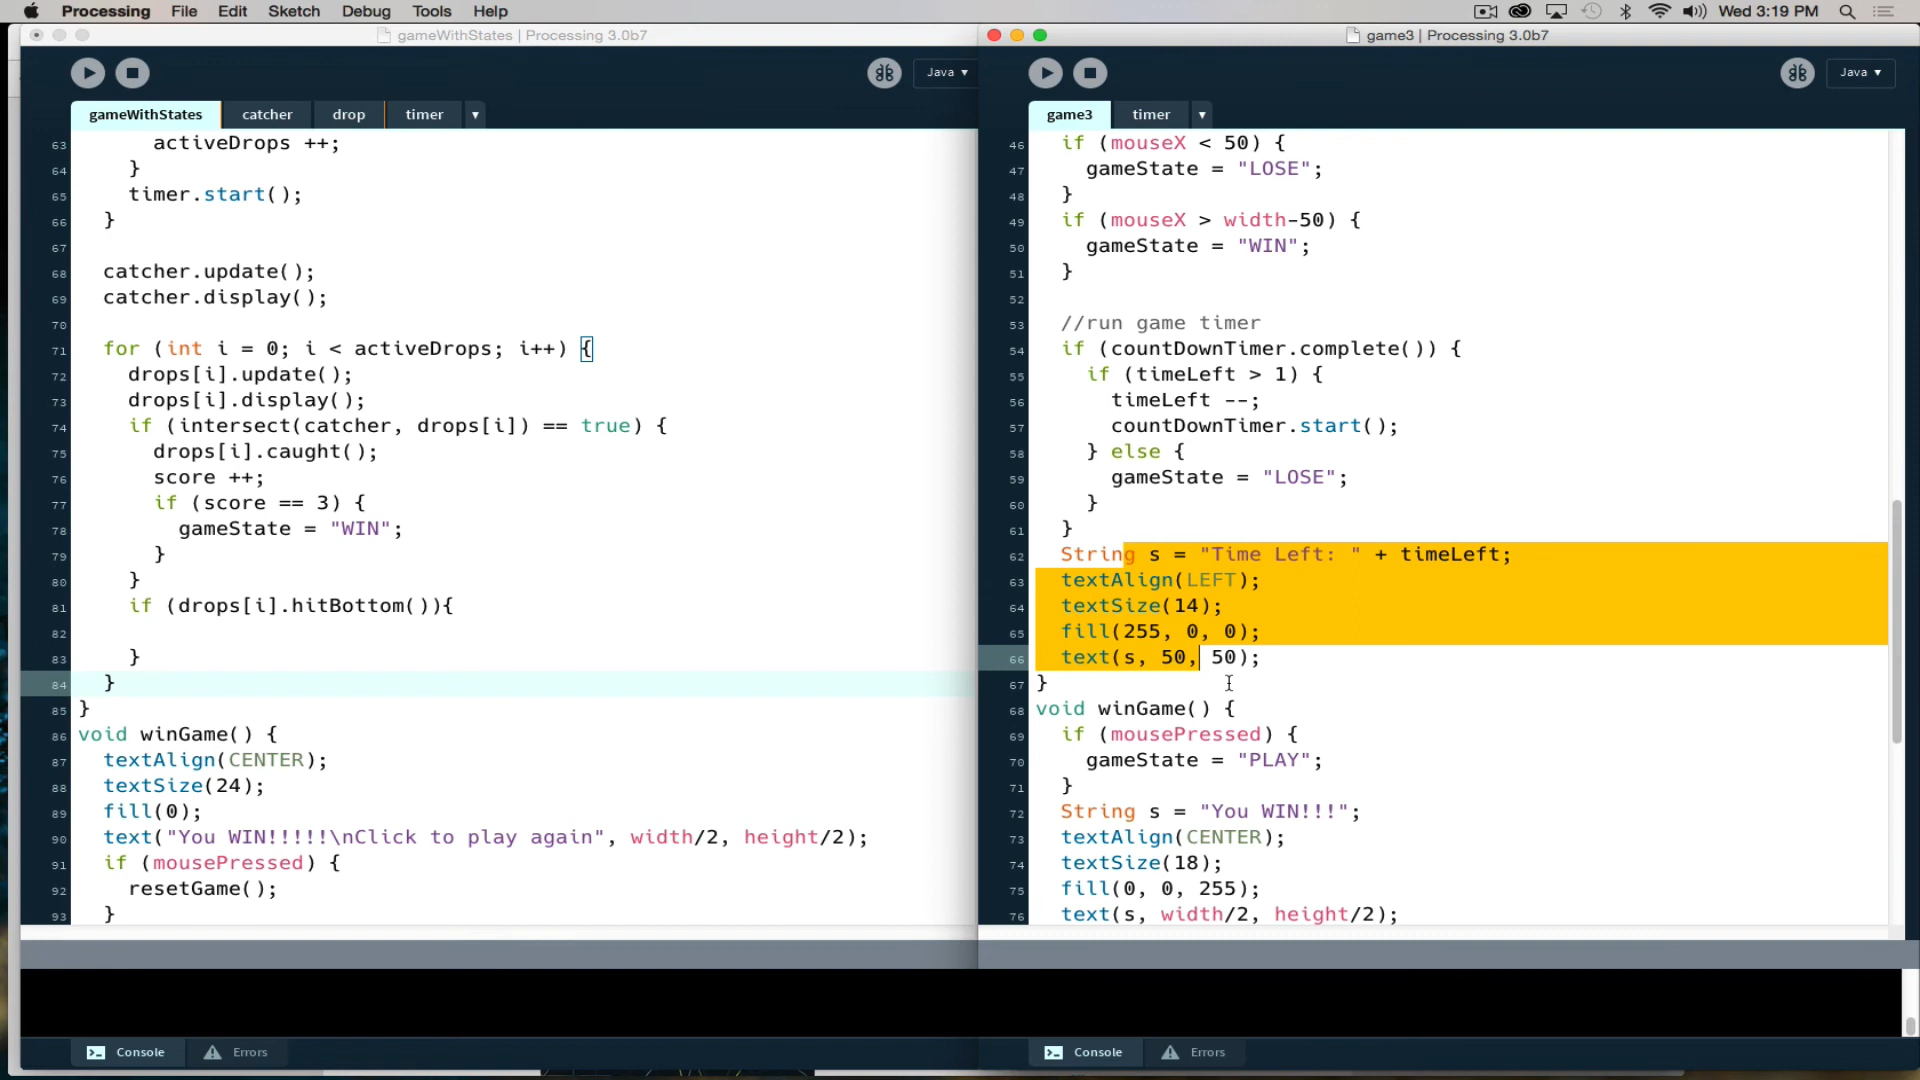 Processing File Edit Sketch Debug Tools Help Wed 3:19 PM
gameWithStates | Processing 3.0b7
Java ▾
gameWithStates catcher drop timer ▾
63 activeDrops ++;
64 }
65 timer.start();
66 }
67
68 catcher.update();
69 catcher.display();
70
71 for (int i = 0; i < activeDrops; i++) {
72 drops[i].update();
73 drops[i].display();
74 if (intersect(catcher, drops[i]) == true) {
75 drops[i].caught();
76 score ++;
77 if (score == 3) {
78 gameState = "WIN";
79 }
80 }
81 if (drops[i].hitBottom()){
82
83 }
84 }
85 }
86 void winGame() {
87 textAlign(CENTER);
88 textSize(24);
89 fill(0);
90 text("You WIN!!!!!\nClick to play again", width/2, height/2);
91 if (mousePressed) {
92 resetGame();
93 }
Console Errors
game3 | Processing 3.0b7
Java ▾
game3 timer ▾
46 if (mouseX < 50) {
47 gameState = "LOSE";
48 }
49 if (mouseX > width-50) {
50 gameState = "WIN";
51 }
52
53 //run game timer
54 if (countDownTimer.complete()) {
55 if (timeLeft > 1) {
56 timeLeft --;
57 countDownTimer.start();
58 } else {
59 gameState = "LOSE";
60 }
61 }
62 String s = "Time Left: " + timeLeft;
63 textAlign(LEFT);
64 textSize(14);
65 fill(255, 0, 0);
66 text(s, 50, 50);
67 }
68 void winGame() {
69 if (mousePressed) {
70 gameState = "PLAY";
71 }
72 String s = "You WIN!!!";
73 textAlign(CENTER);
74 textSize(18);
75 fill(0, 0, 255);
76 text(s, width/2, height/2);
Console Errors